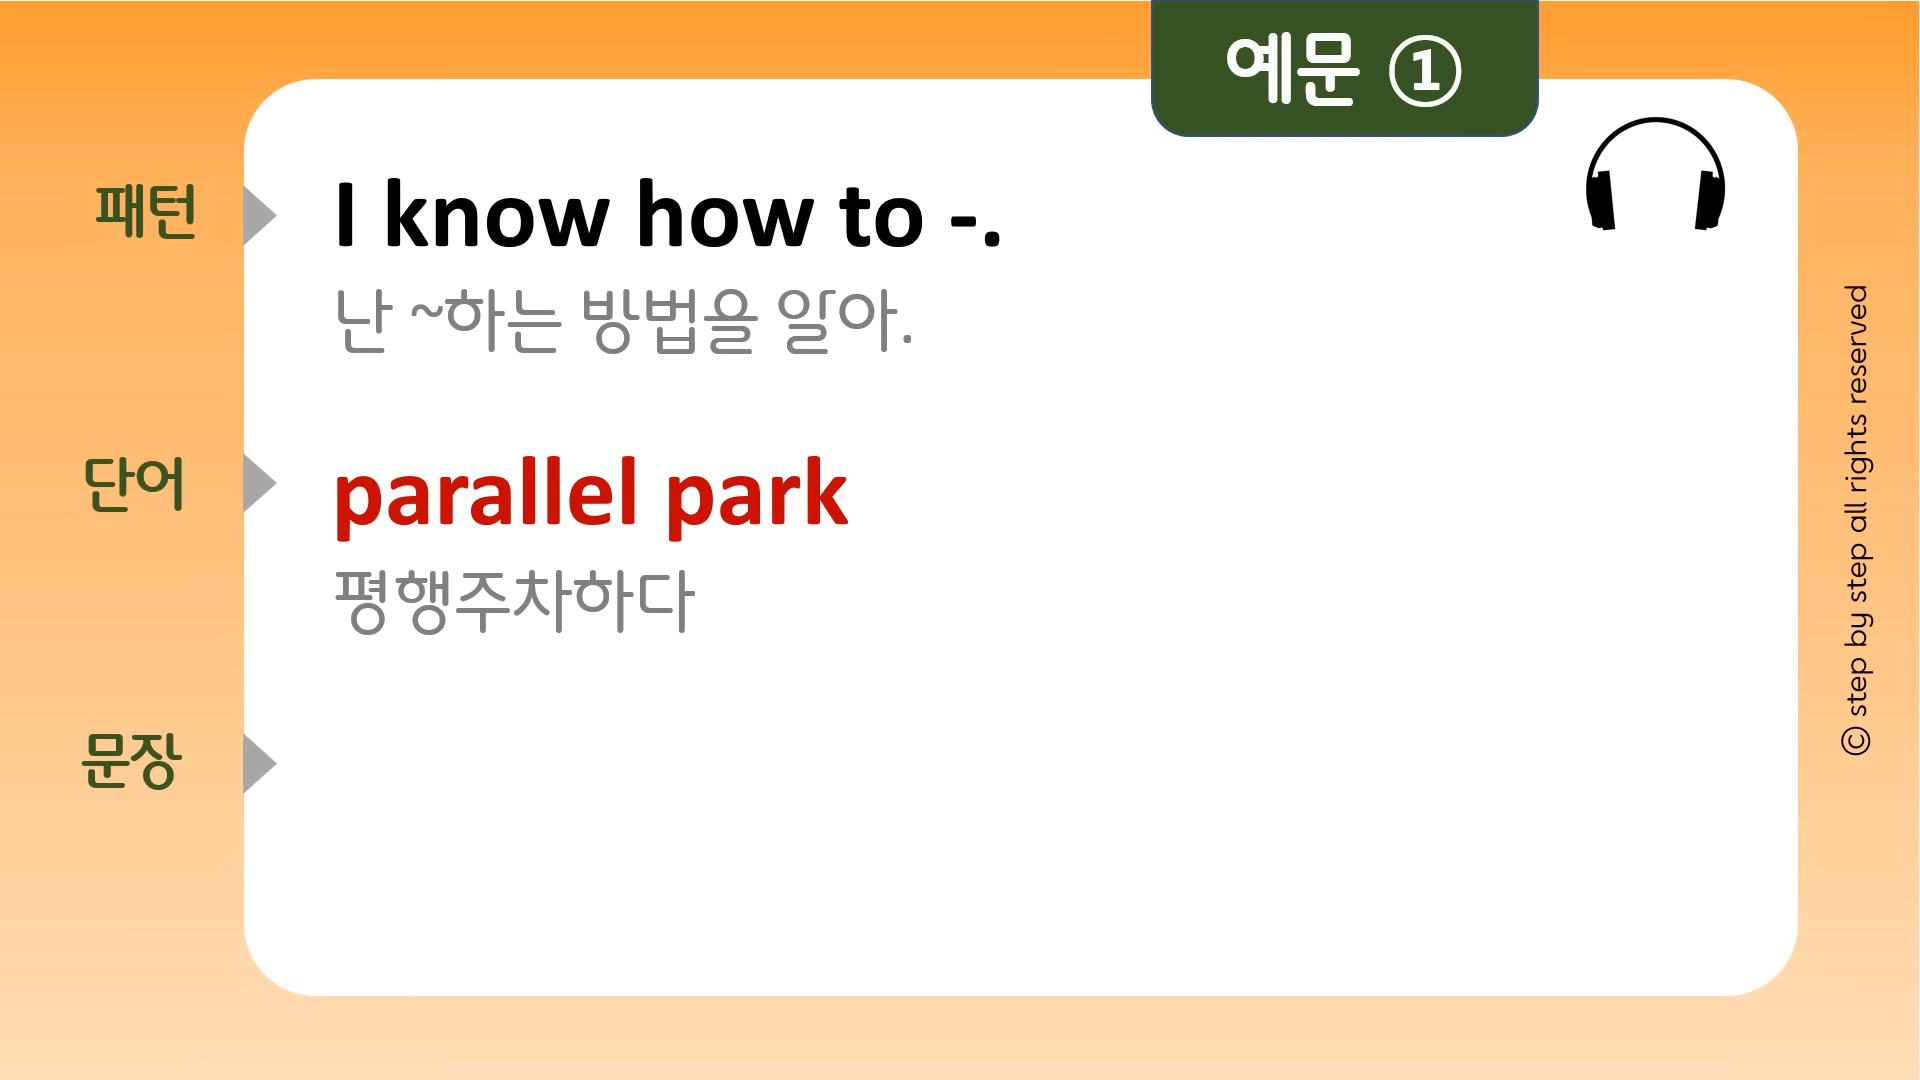 예문 ①
패턴
I know how to -.
난 ~하는 방법을 알아.
단어
parallel park
평행주차하다
문장
© step by step all rights reserved